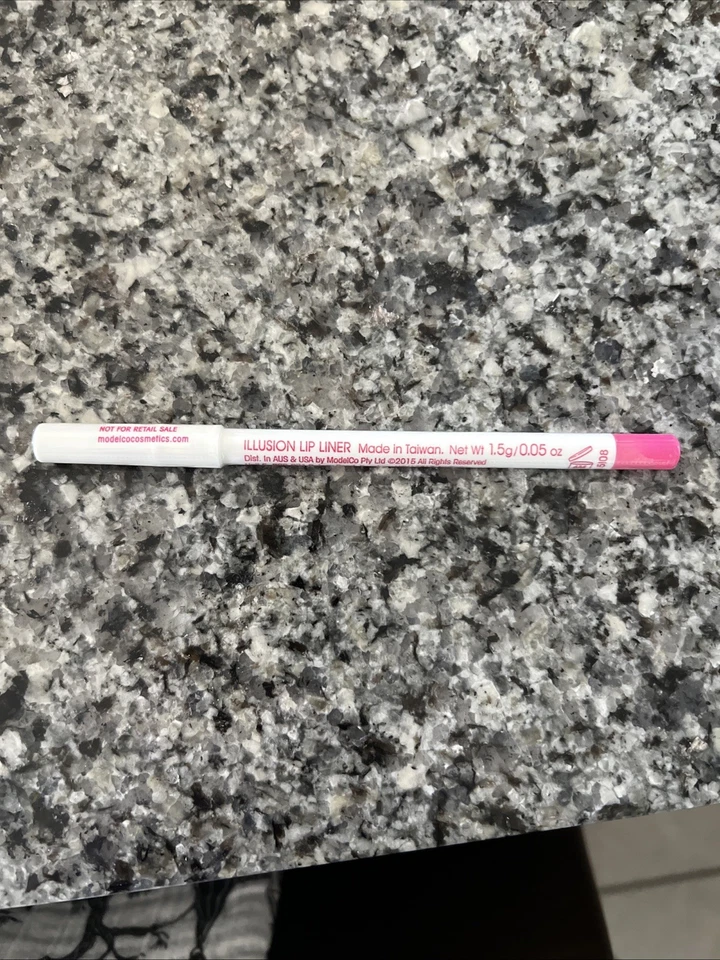 NOT FOR RETAIL SALE
modelcocosmetics.com
ILLUSION LIP LINER Made in Taiwan. Net Wt 1.5g/0.05 oz
Dist. in AUS & USA by ModelCo Pty Ltd ©2015 All Rights Reserved